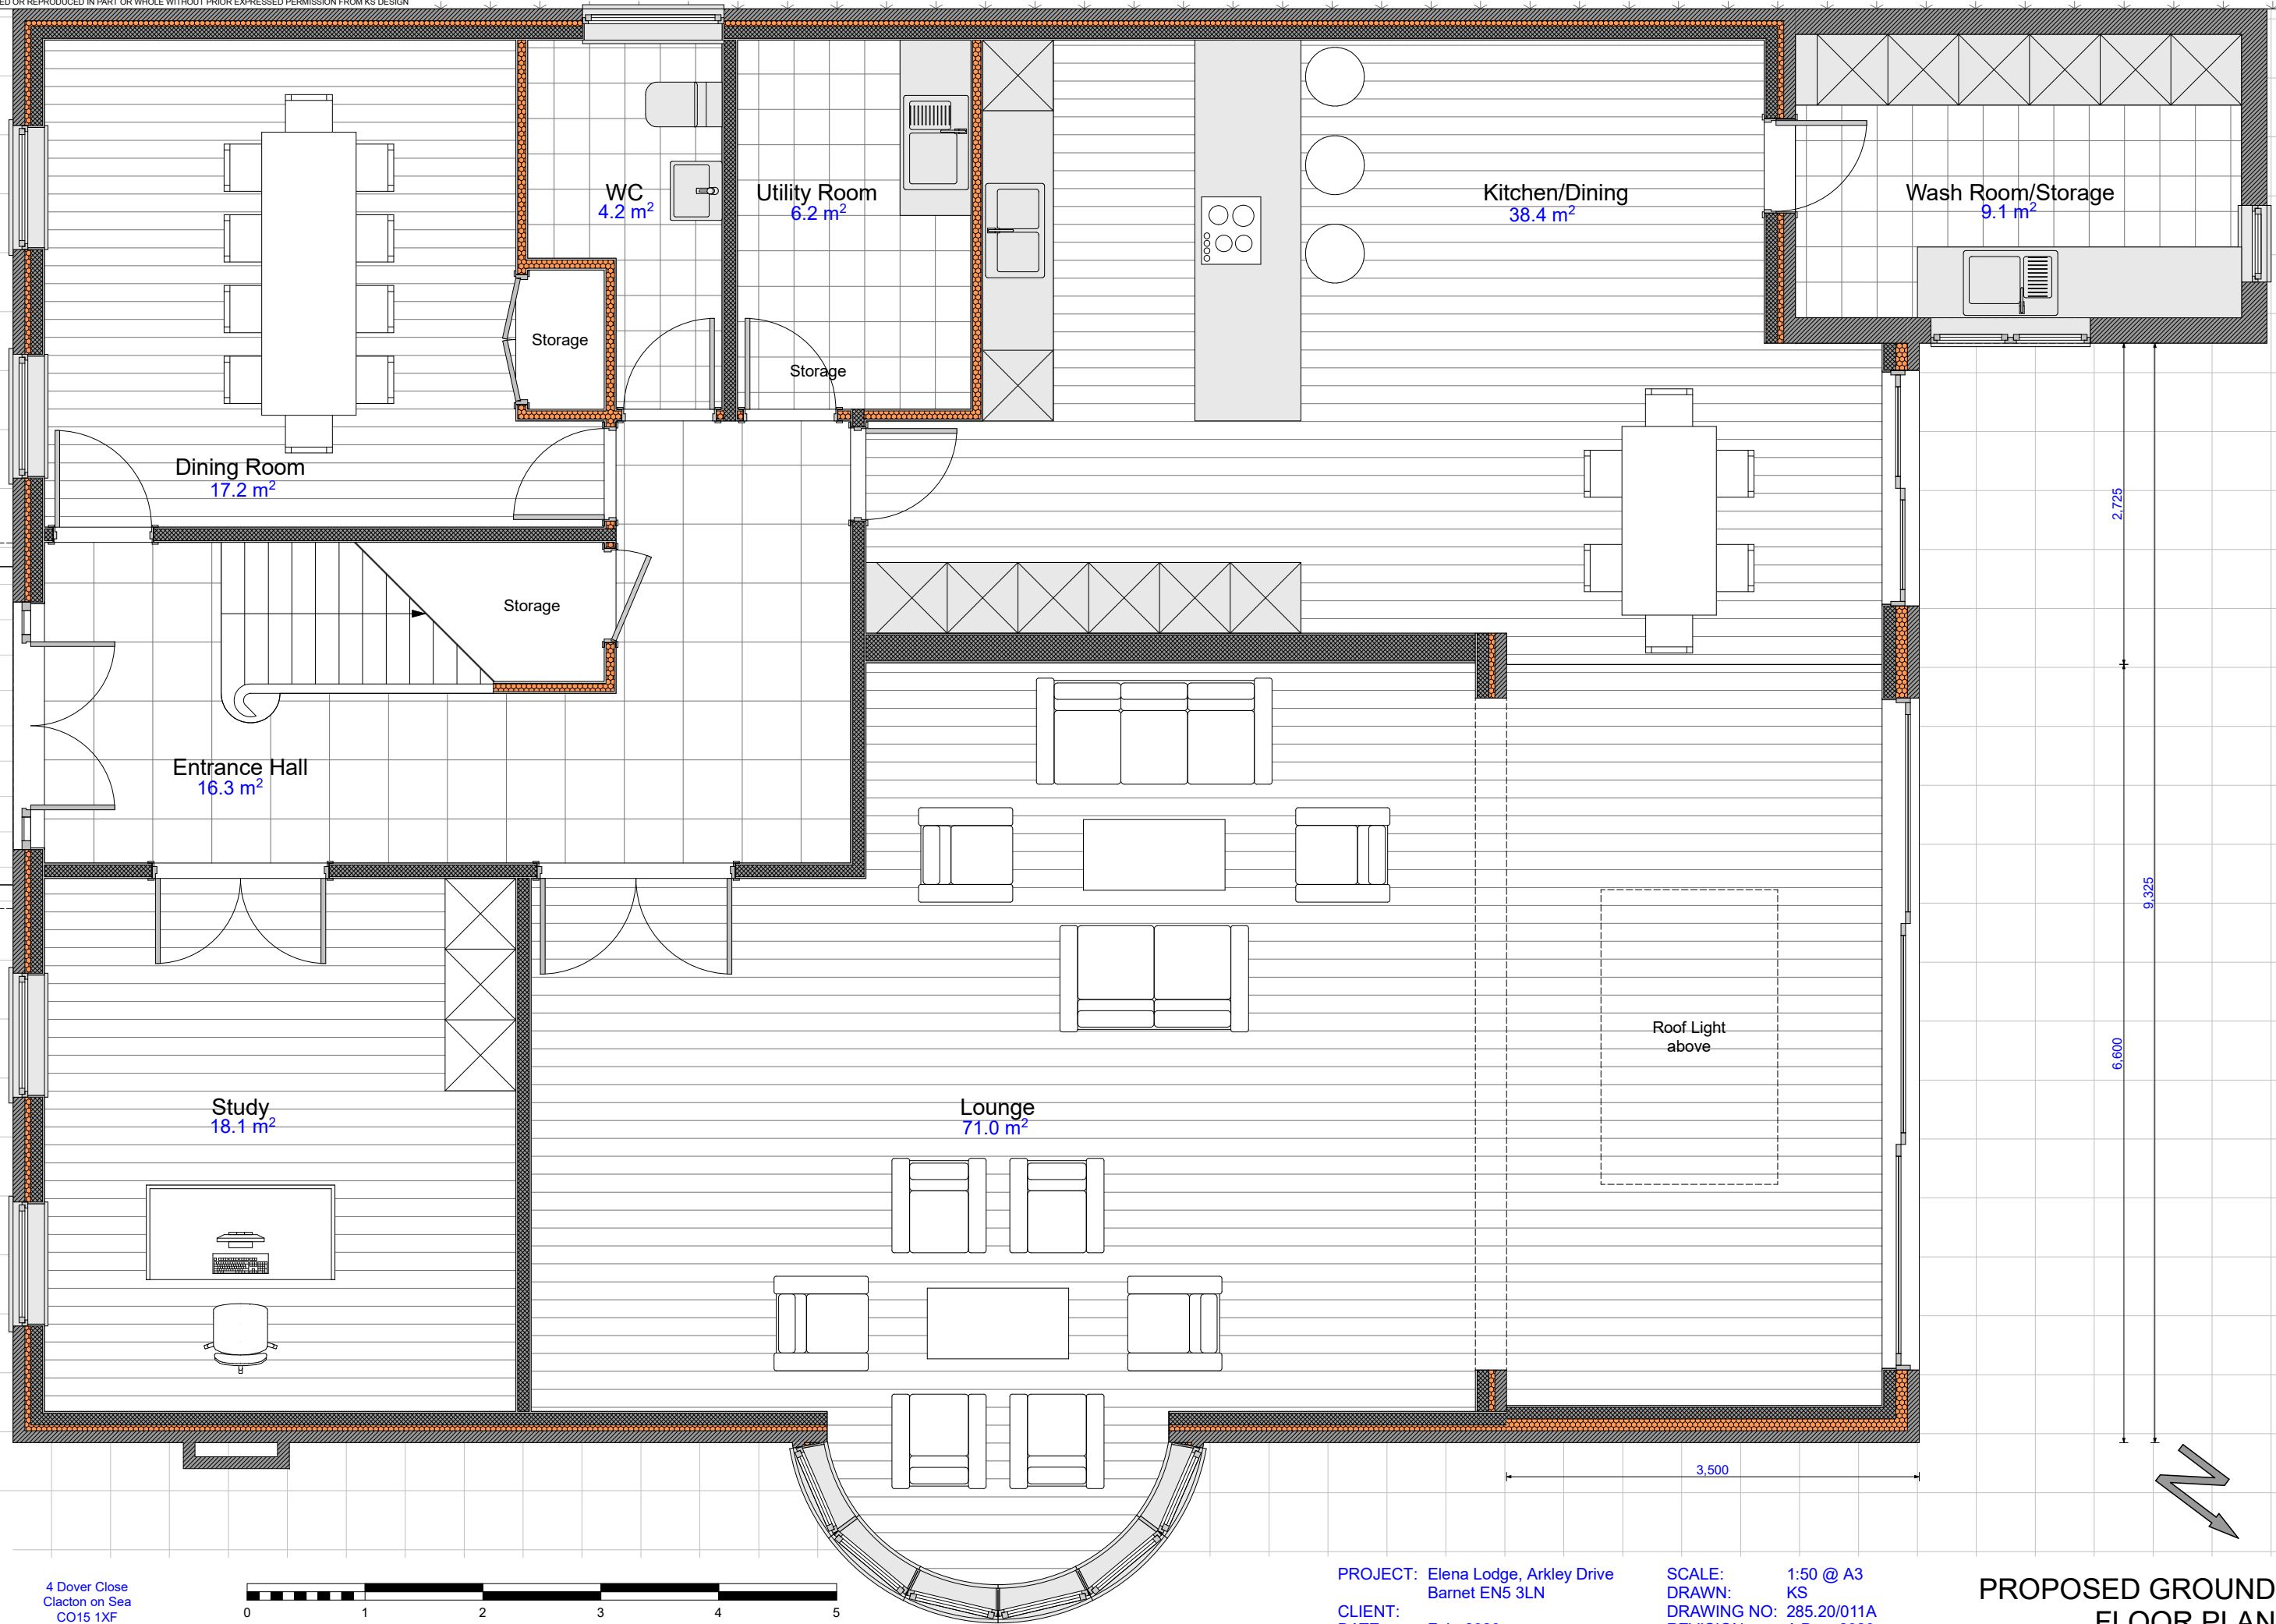 ED OR REPRODUCED IN PART OR WHOLE WITHOUT PRIOR EXPRESSED PERMISSION FROM KS DESIGN
WC
4.2 m²
Utility Room
6.2 m²
Kitchen/Dining
38.4 m²
Wash Room/Storage
9.1 m²
Storage
Storage
Dining Room
17.2 m²
2,725
Storage
Entrance Hall
16.3 m²
9,325
Roof Light
above
6,600
Study
18.1 m²
Lounge
71.0 m²
3,500
N
4 Dover Close
Clacton on Sea
CO15 1XF
0 1 2 3 4 5
PROJECT: Elena Lodge, Arkley Drive
Barnet EN5 3LN
CLIENT:
SCALE: 1:50 @ A3
DRAWN: KS
DRAWING NO: 285.20/011A
PROPOSED GROUND
FLOOR PLAN